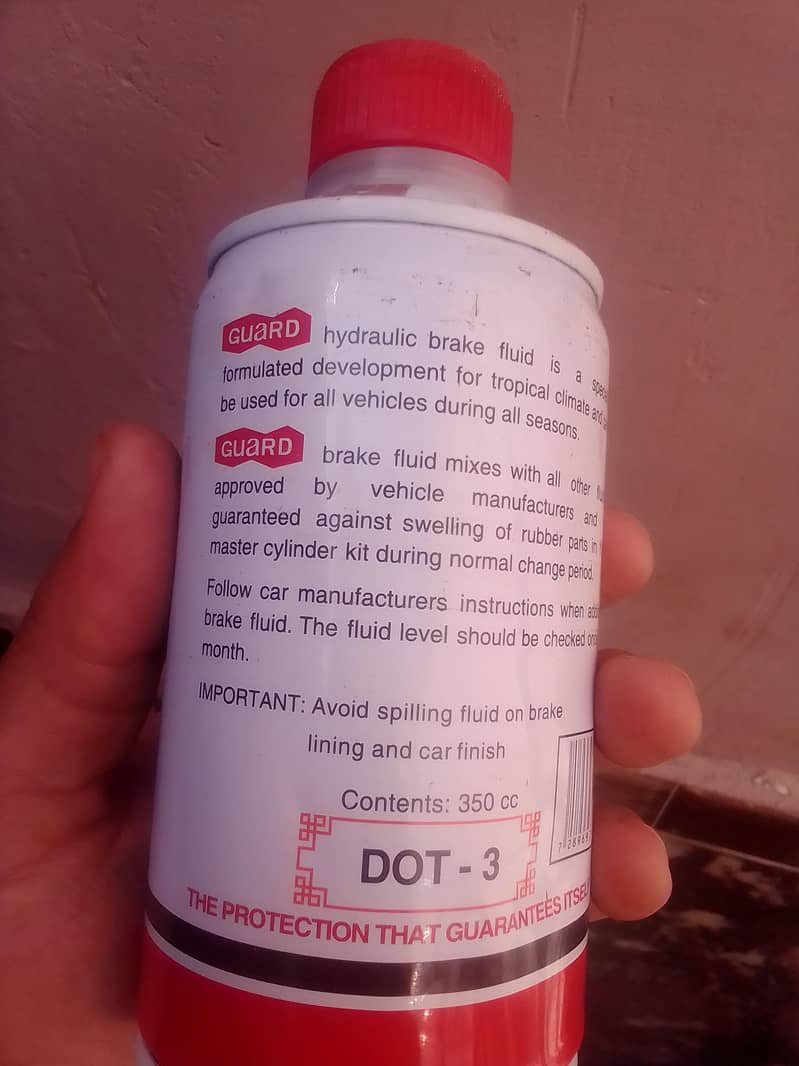 GUARD hydraulic brake fluid is a
formulated development for tropical climate and
be used for all vehicles during all seasons.
GUARD brake fluid mixes with all other
approved by vehicle manufacturers and
guaranteed against swelling of rubber parts in
master cylinder kit during normal change period.
Follow car manufacturers instructions when
brake fluid. The fluid level should be checked
month.
IMPORTANT: Avoid spilling fluid on brake
lining and car finish
Contents: 350 cc
DOT - 3
THE PROTECTION THAT GUARANTEES ITSELF